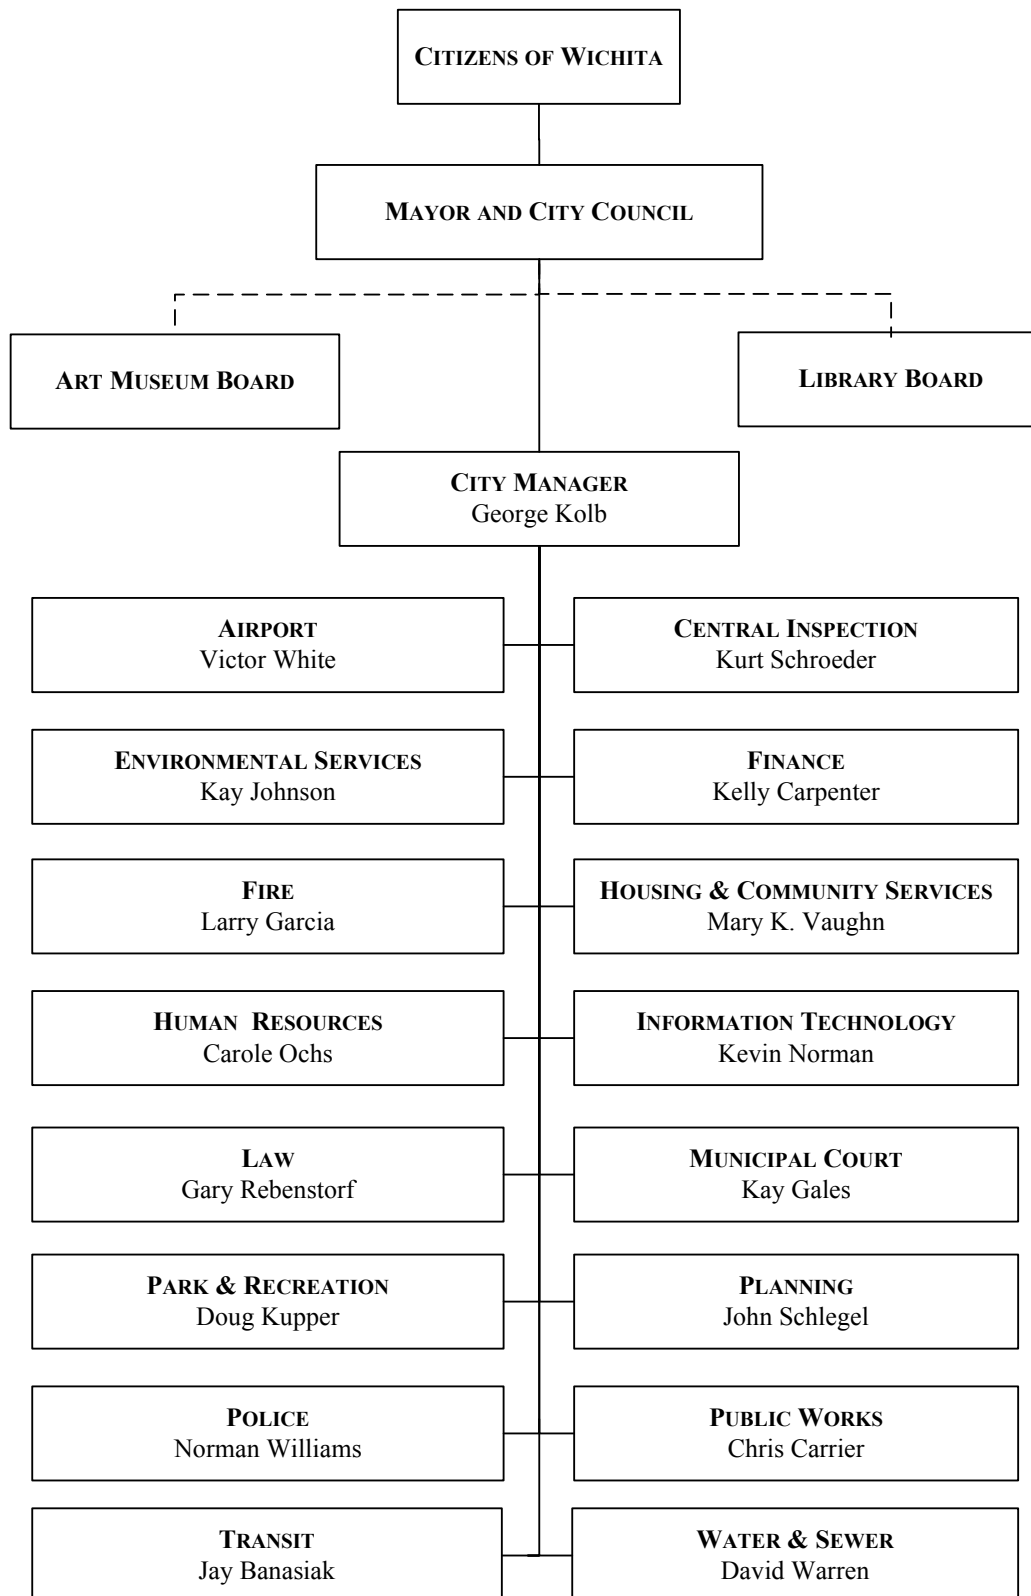 CITIZENS OF WICHITA
MAYOR AND CITY COUNCIL
ART MUSEUM BOARD
LIBRARY BOARD
CITY MANAGER
George Kolb
AIRPORT
Victor White
CENTRAL INSPECTION
Kurt Schroeder
ENVIRONMENTAL SERVICES
Kay Johnson
FINANCE
Kelly Carpenter
FIRE
Larry Garcia
HOUSING & COMMUNITY SERVICES
Mary K. Vaughn
HUMAN RESOURCES
Carole Ochs
INFORMATION TECHNOLOGY
Kevin Norman
LAW
Gary Rebenstorf
MUNICIPAL COURT
Kay Gales
PARK & RECREATION
Doug Kupper
PLANNING
John Schlegel
POLICE
Norman Williams
PUBLIC WORKS
Chris Carrier
TRANSIT
Jay Banasiak
WATER & SEWER
David Warren